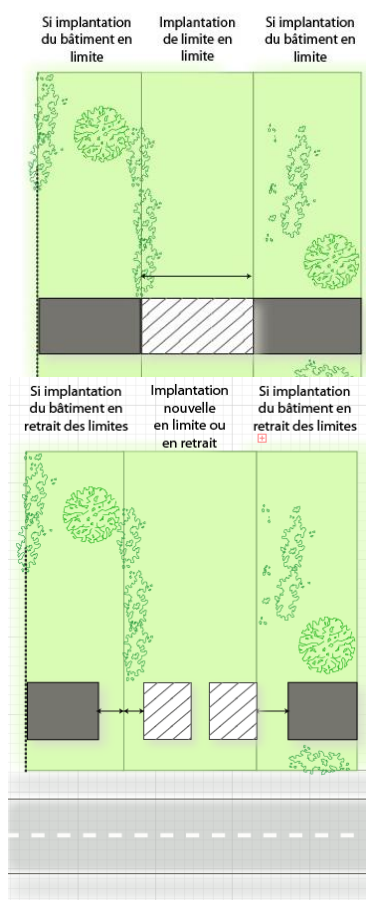 Si implantation
du bâtiment en
limite
Implantation
de limite en
limite
Si implantation
du bâtiment en
limite
Si implantation
du bâtiment en
retrait des limites
Implantation
nouvelle
en limite ou
en retrait
Si implantation
du bâtiment en
retrait des limites